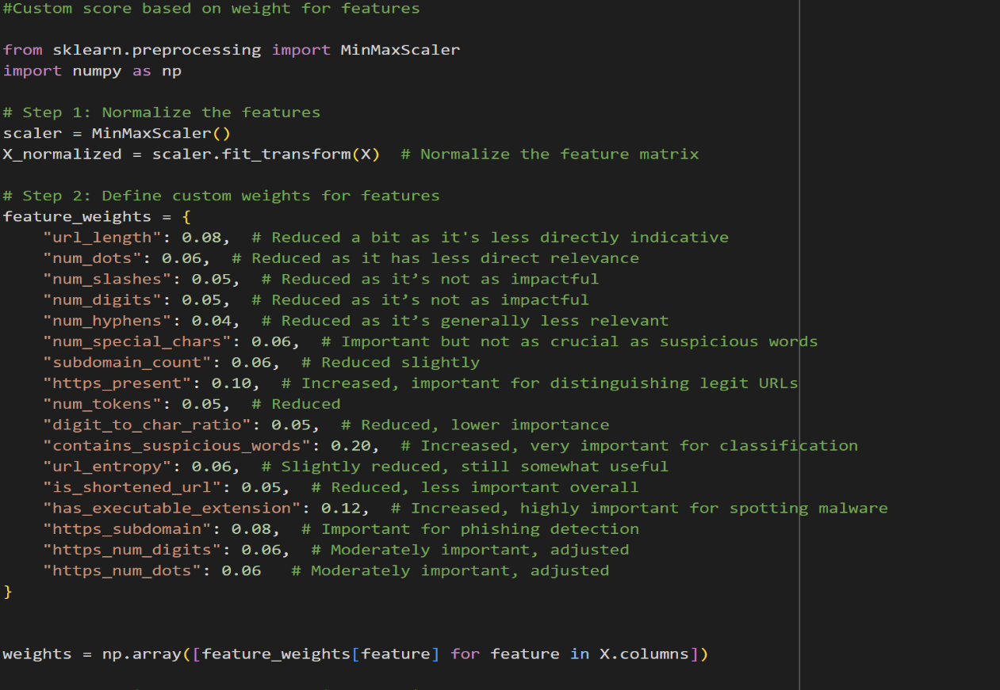 #Custom score based on weight for features
from sklearn.preprocessing import MinMaxScaler
import numpy as np
# Step 1: Normalize the features
scaler = MinMaxScaler()
X_normalized = scaler.fit_transform(X)  # Normalize the feature matrix
# Step 2: Define custom weights for features
feature_weights = {
    "url_length": 0.08,  # Reduced a bit as it's less directly indicative
    "num_dots": 0.06,  # Reduced as it has less direct relevance
    "num_slashes": 0.05,  # Reduced as it’s not as impactful
    "num_digits": 0.05,  # Reduced as it’s not as impactful
    "num_hyphens": 0.04,  # Reduced as it’s generally less relevant
    "num_special_chars": 0.06,  # Important but not as crucial as suspicious words
    "subdomain_count": 0.06,  # Reduced slightly
    "https_present": 0.10,  # Increased, important for distinguishing legit URLs
    "num_tokens": 0.05,  # Reduced
    "digit_to_char_ratio": 0.05,  # Reduced, lower importance
    "contains_suspicious_words": 0.20,  # Increased, very important for classification
    "url_entropy": 0.06,  # Slightly reduced, still somewhat useful
    "is_shortened_url": 0.05,  # Reduced, less important overall
    "has_executable_extension": 0.12,  # Increased, highly important for spotting malware
    "https_subdomain": 0.08,  # Important for phishing detection
    "https_num_digits": 0.06,  # Moderately important, adjusted
    "https_num_dots": 0.06   # Moderately important, adjusted
}
weights = np.array([feature_weights[feature] for feature in X.columns])